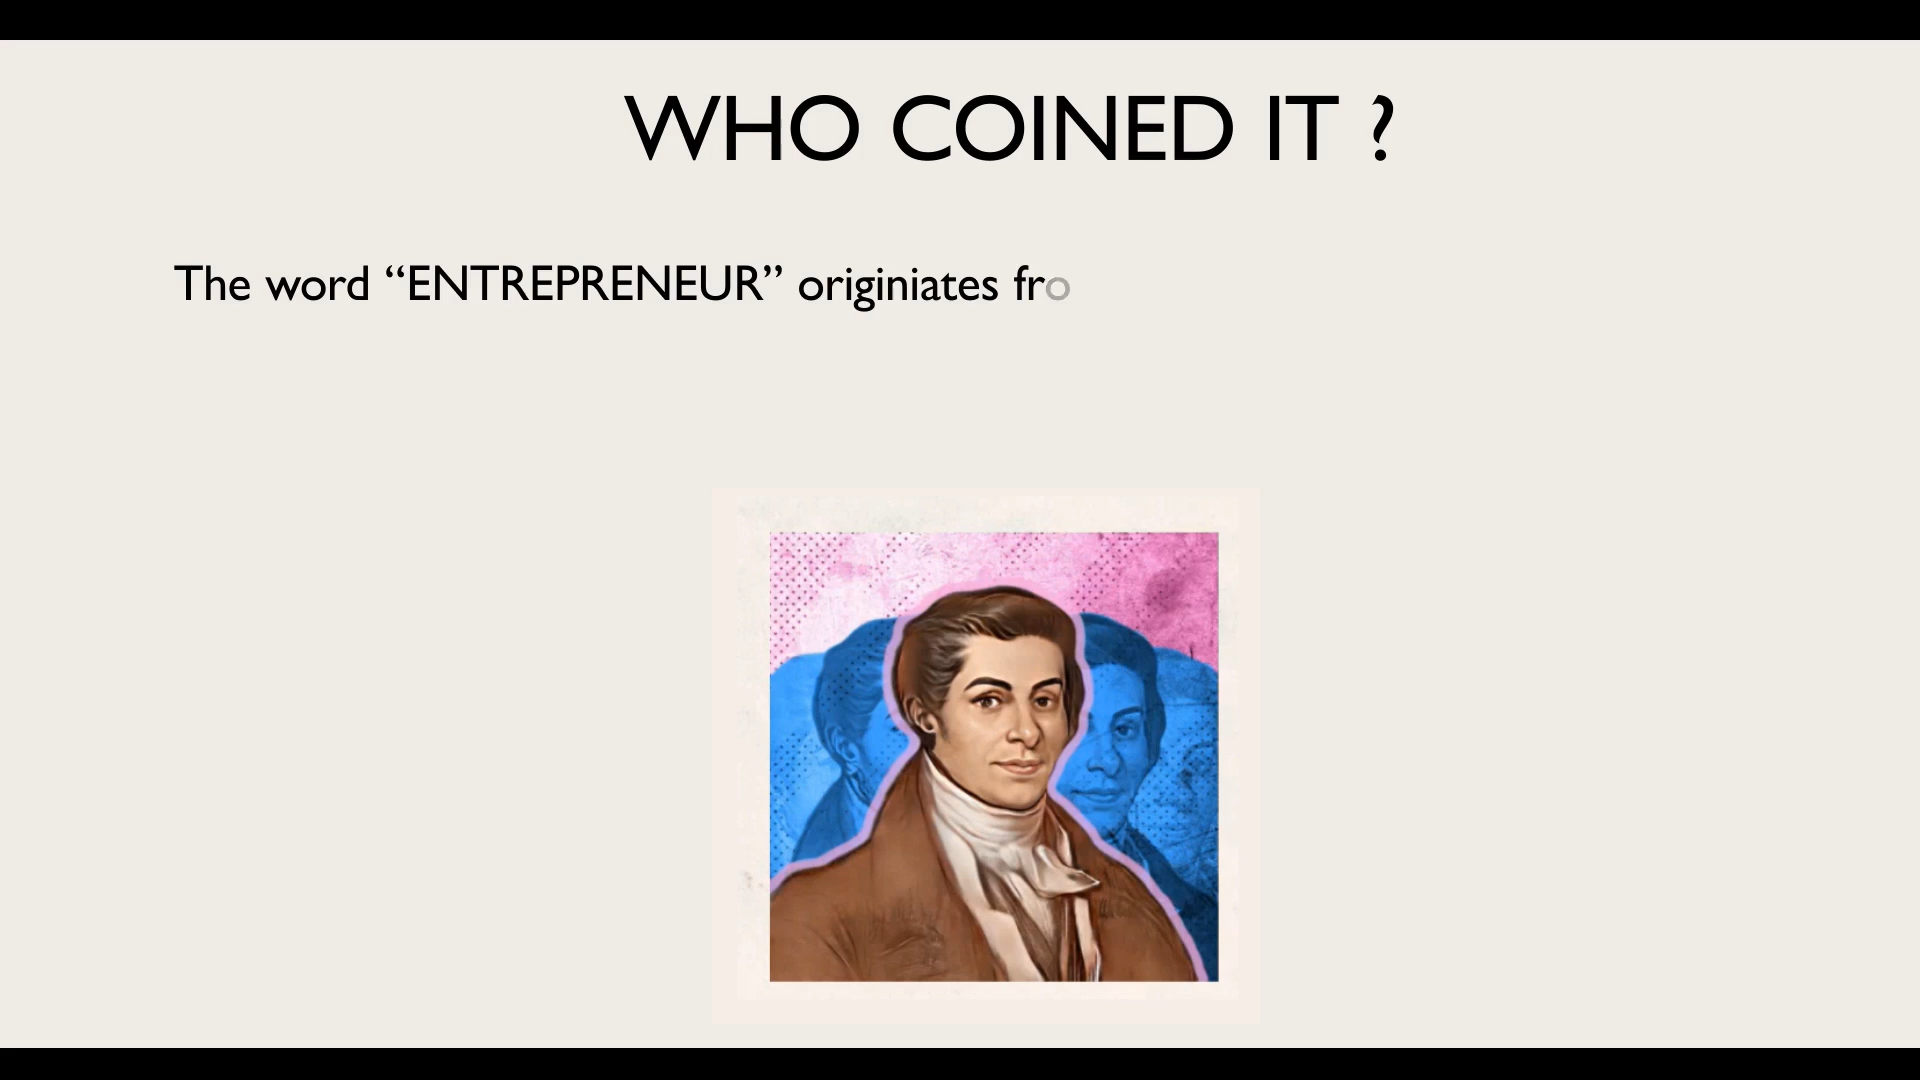 WHO COINED IT ?
The word “ENTREPRENEUR” originiates fro